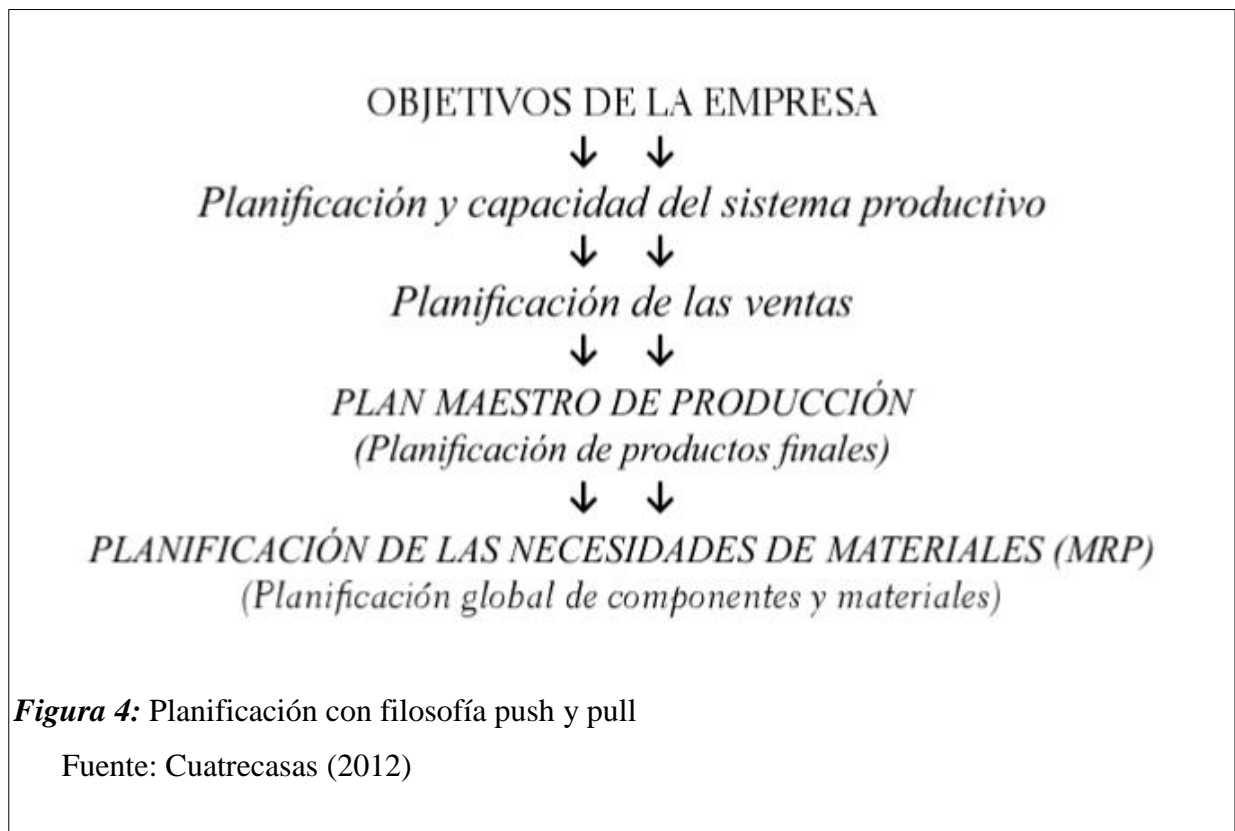 OBJETIVOS DE LA EMPRESA
↓ ↓
Planificación y capacidad del sistema productivo
↓ ↓
Planificación de las ventas
↓ ↓
PLAN MAESTRO DE PRODUCCIÓN
(Planificación de productos finales)
↓ ↓
PLANIFICACIÓN DE LAS NECESIDADES DE MATERIALES (MRP)
(Planificación global de componentes y materiales)
Figura 4: Planificación con filosofía push y pull
Fuente: Cuatrecasas (2012)